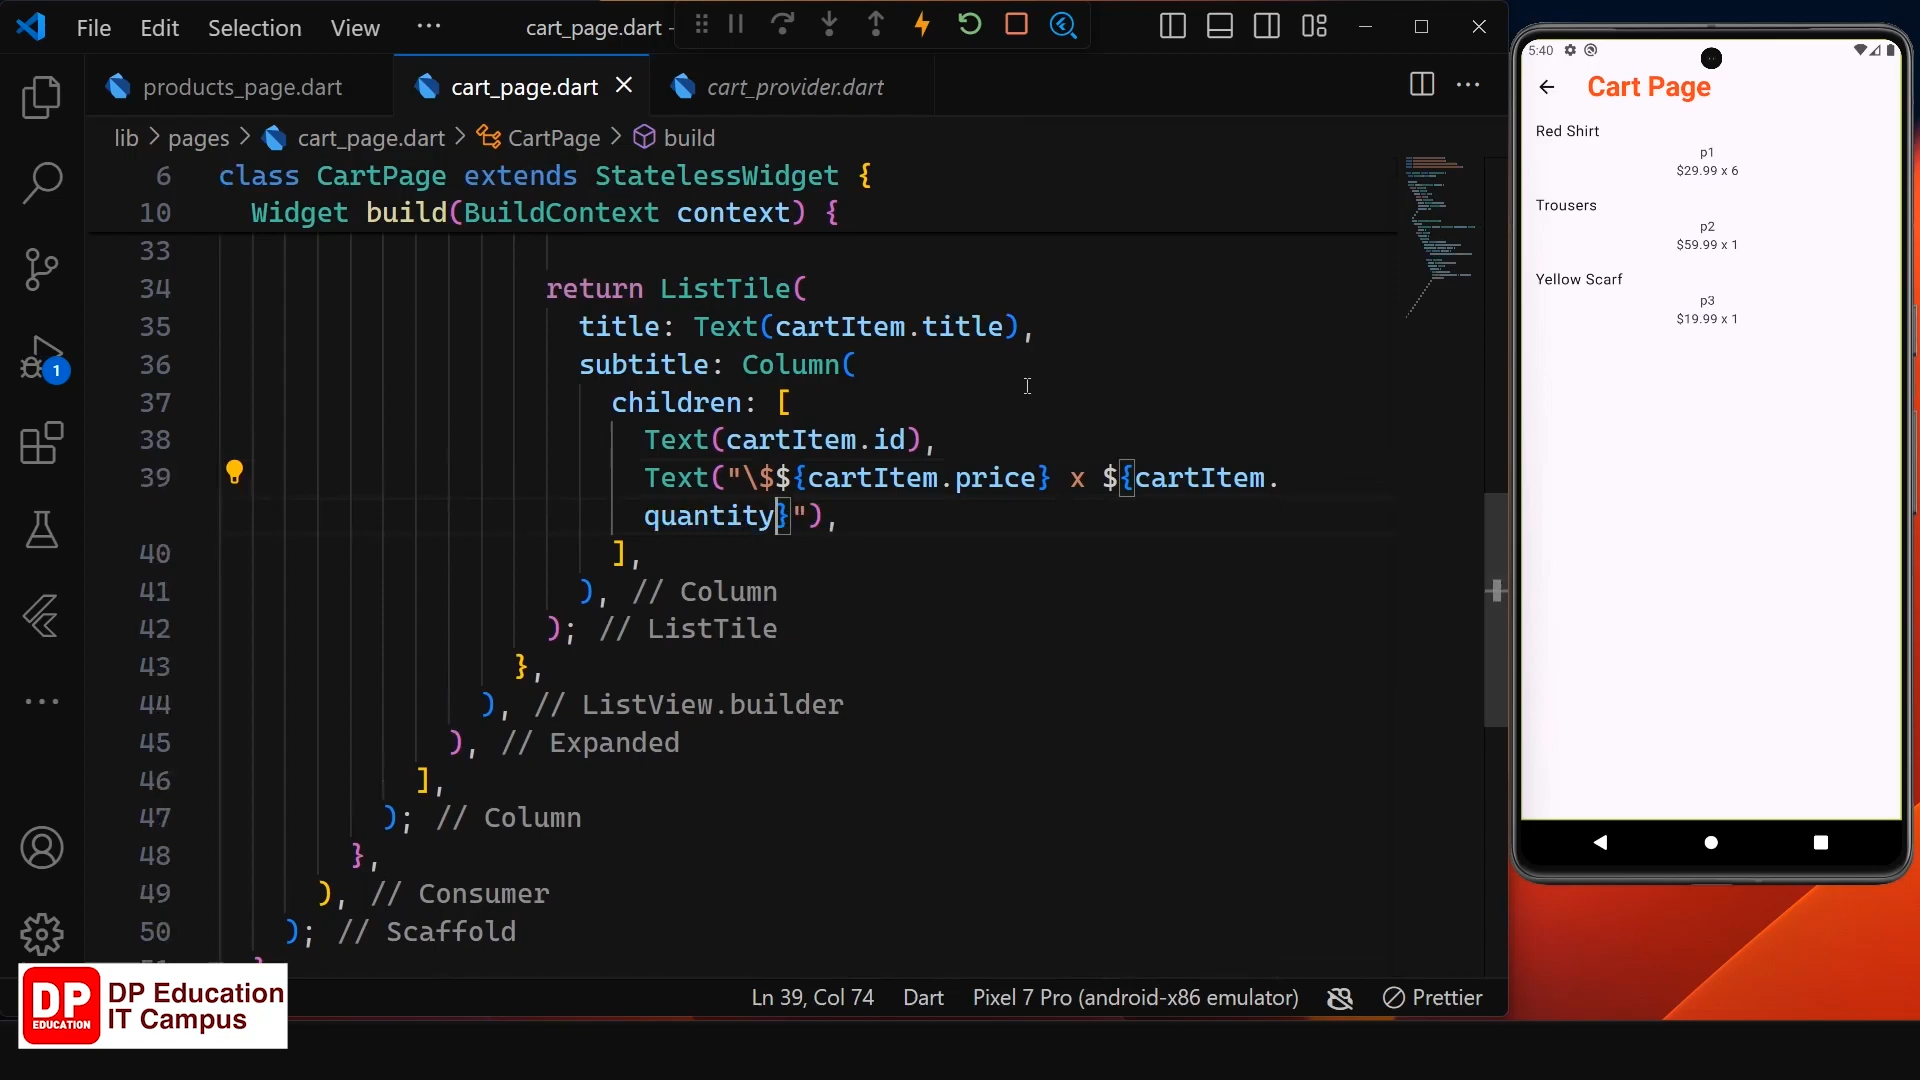 File Edit Selection View ··· cart_page.dart -
products_page.dart cart_page.dart cart_provider.dart
lib > pages > cart_page.dart > CartPage > build
6 class CartPage extends StatelessWidget {
10 Widget build(BuildContext context) {
33
34 return ListTile(
35 title: Text(cartItem.title),
36 subtitle: Column(
37 children: [
38 Text(cartItem.id),
39 Text("\$${cartItem.price} x ${cartItem.
quantity}"),
40 ],
41 ), // Column
42 ); // ListTile
43 },
44 ), // ListView.builder
45 ), // Expanded
46 ],
47 ); // Column
48 },
49 ), // Consumer
50 ); // Scaffold
1
Ln 39, Col 74 Dart Pixel 7 Pro (android-x86 emulator) Prettier
DP
EDUCATION
DP Education
IT Campus
5:40
Cart Page
Red Shirt
p1
$29.99 x 6
Trousers
p2
$59.99 x 1
Yellow Scarf
p3
$19.99 x 1